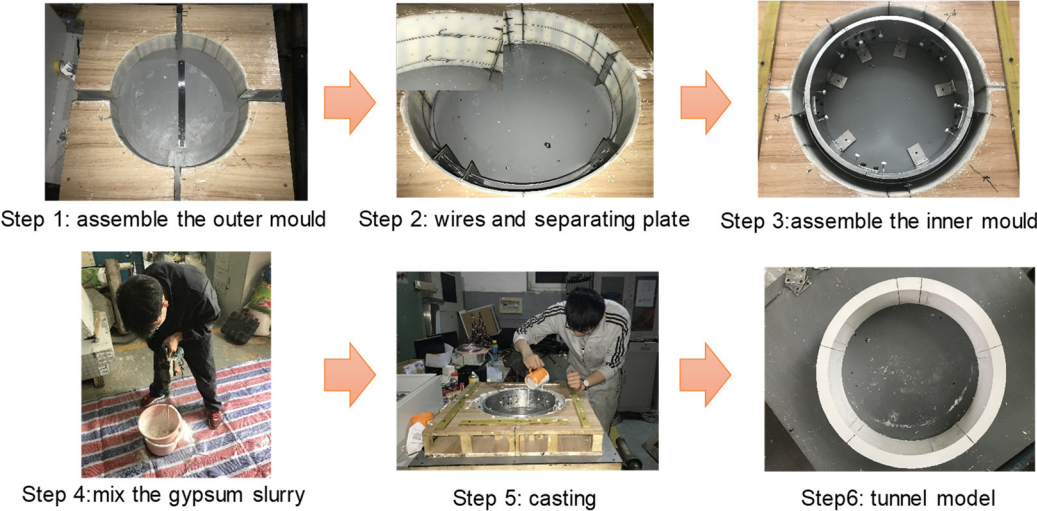 Step 1: assemble the outer mould
Step 2: wires and separating plate
Step 3:assemble the inner mould
Step 4:mix the gypsum slurry
Step 5: casting
Step6: tunnel model